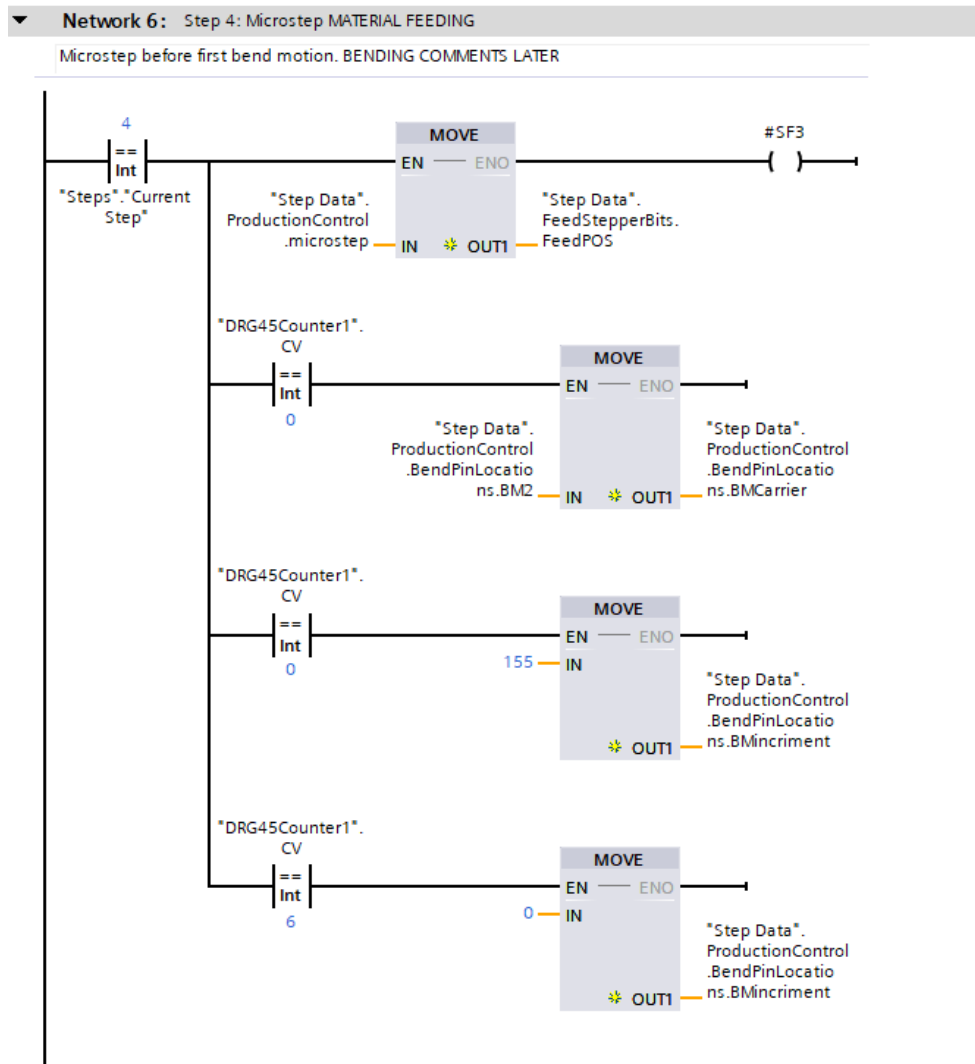 Network 6: Step 4: Microstep MATERIAL FEEDING
Microstep before first bend motion. BENDING COMMENTS LATER
4
==
Int
"Steps"."Current
Step"
MOVE
EN ENO
"Step Data".
ProductionControl
.microstep
IN OUT1
"Step Data".
FeedStepperBits.
FeedPOS
#SF3
( )
"DRG45Counter1".
CV
==
Int
0
MOVE
EN ENO
"Step Data".
ProductionControl
.BendPinLocatio
ns.BM2
IN OUT1
"Step Data".
ProductionControl
.BendPinLocatio
ns.BMCarrier
"DRG45Counter1".
CV
==
Int
0
MOVE
EN ENO
155 IN
OUT1
"Step Data".
ProductionControl
.BendPinLocatio
ns.BMincriment
"DRG45Counter1".
CV
==
Int
6
MOVE
EN ENO
0 IN
OUT1
"Step Data".
ProductionControl
.BendPinLocatio
ns.BMincriment